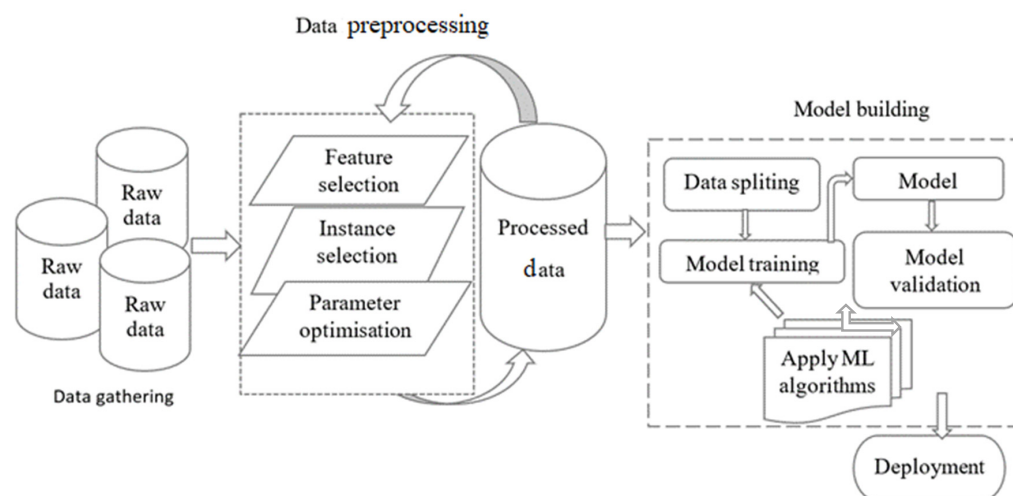 Data preprocessing
Model building
Raw
data
Raw
data
Raw
data
Data gathering
Feature
selection
Instance
selection
Parameter
optimisation
Processed
data
Data spliting
Model training
Model
Model
validation
Apply ML
algorithms
Deployment